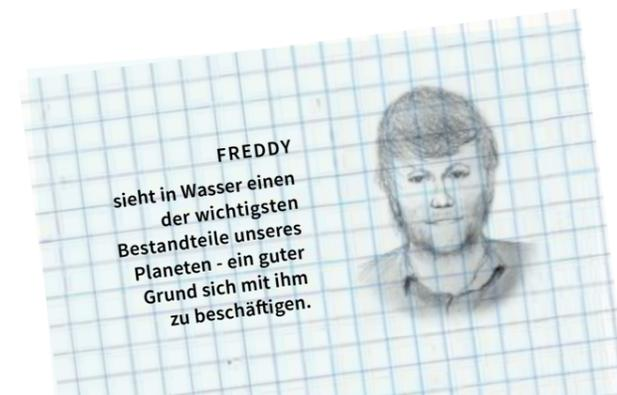 FREDDY
sieht in Wasser einen
der wichtigsten
Bestandteile unseres
Planeten - ein guter
Grund sich mit ihm
zu beschäftigen.